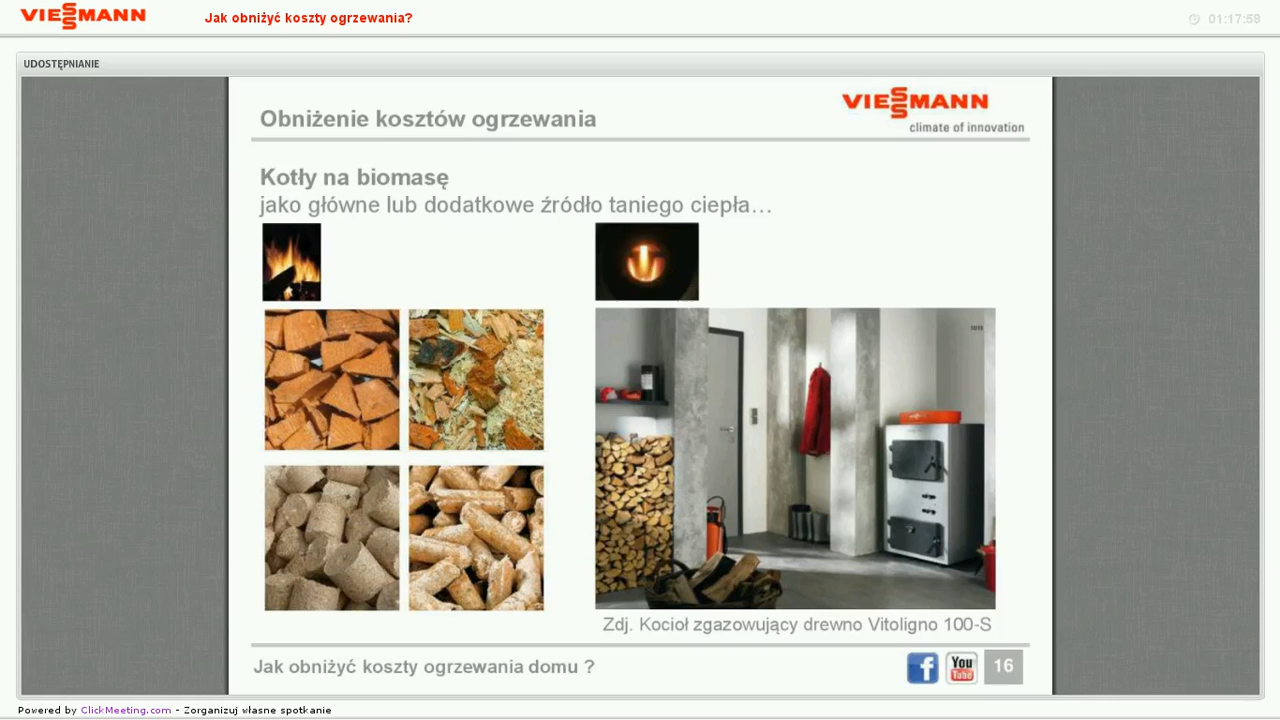 VIESSMANN
Jak obniżyć koszty ogrzewania?
01:17:58
UDOSTĘPNIANIE
Obniżenie kosztów ogrzewania
VIESSMANN
climate of innovation
Kotły na biomasę
jako główne lub dodatkowe źródło taniego ciepła...
Zdj. Kocioł zgazowujący drewno Vitoligno 100-S
Jak obniżyć koszty ogrzewania domu ?
f
You
Tube
16
Powered by ClickMeeting.com - Zorganizuj własne spotkanie